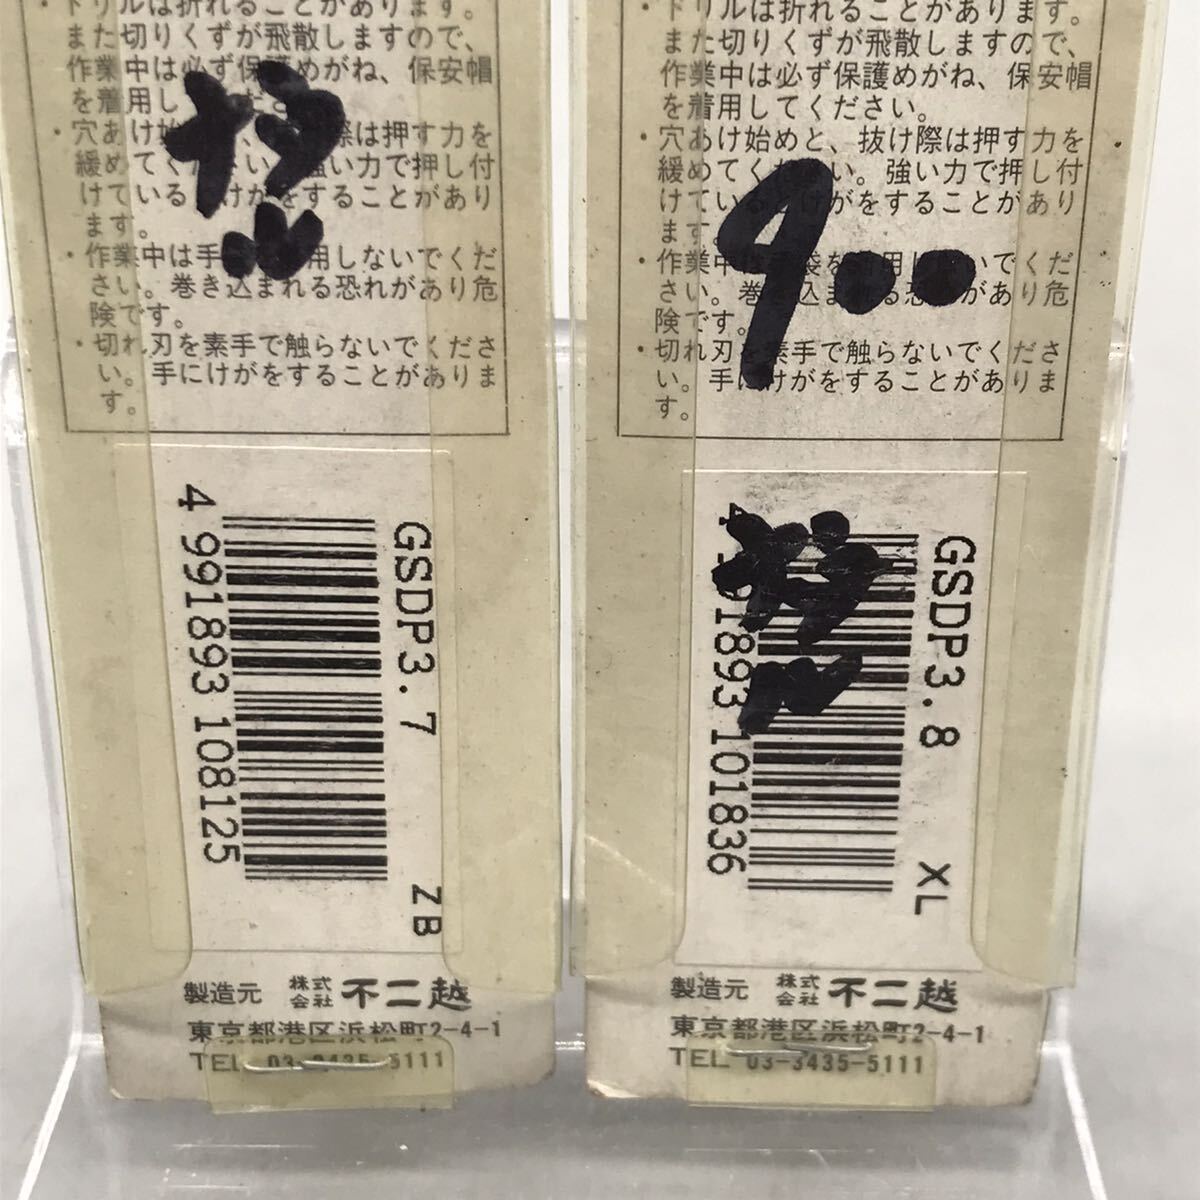 ・ドリルは折れることがあります。
また切りくずが飛散しますので、
作業中は必ず保護めがね、保安帽
を着用し
・穴あけ始め 際は押す力を
緩めてく い。強い力で押し付
けている けがをすることがあり
ます。
・作業中は手 用しないでくだ
さい。巻き込まれる恐れがあり危
険です。
・切れ刃を素手で触らないでくださ
い。手にけがをすることがありま
す。
GSDP3.7
4 991893 108125
ZB
製造元 株式会社 不二越
東京都港区浜松町2-4-1
TEL 03-3435-5111
・ドリルは折れることがあります。
また切りくずが飛散しますので、
作業中は必ず保護めがね、保安帽
を着用してください。
・穴あけ始めと、抜け際は押す力を
緩めてください。強い力で押し付
けているとけがをすることがあり
ます。
900
・作業中は手袋を着用しないでくだ
さい。巻き込まれる恐れがあり危
険です。
・切れ刃を素手で触らないでくださ
い。手にけがをすることがありま
す。
GSDP3.8
4 991893 101836
XL
製造元 株式会社 不二越
東京都港区浜松町2-4-1
TEL 03-3435-5111